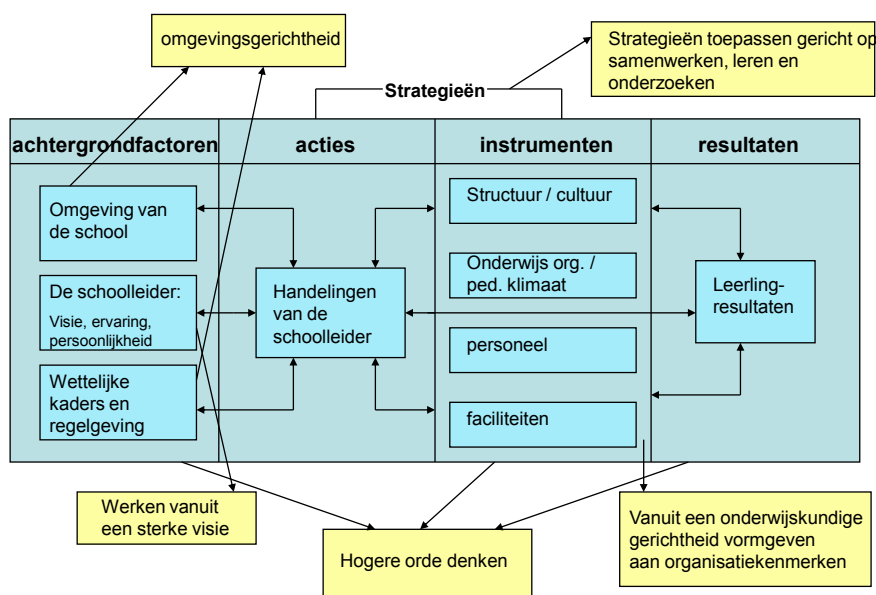 omgevingsgerichtheid
Strategieën toepassen gericht op
samenwerken, leren en
onderzoeken
Strategieën
achtergrondfactoren
acties
instrumenten
resultaten
Omgeving van
de school
De schoolleider:
Visie, ervaring,
persoonlijkheid
Wettelijke
kaders en
regelgeving
Handelingen
van de
schoolleider
Structuur / cultuur
Onderwijs org. /
ped. klimaat
personeel
faciliteiten
Leerling-
resultaten
Werken vanuit
een sterke visie
Hogere orde denken
Vanuit een onderwijskundige
gerichtheid vormgeven
aan organisatiekenmerken